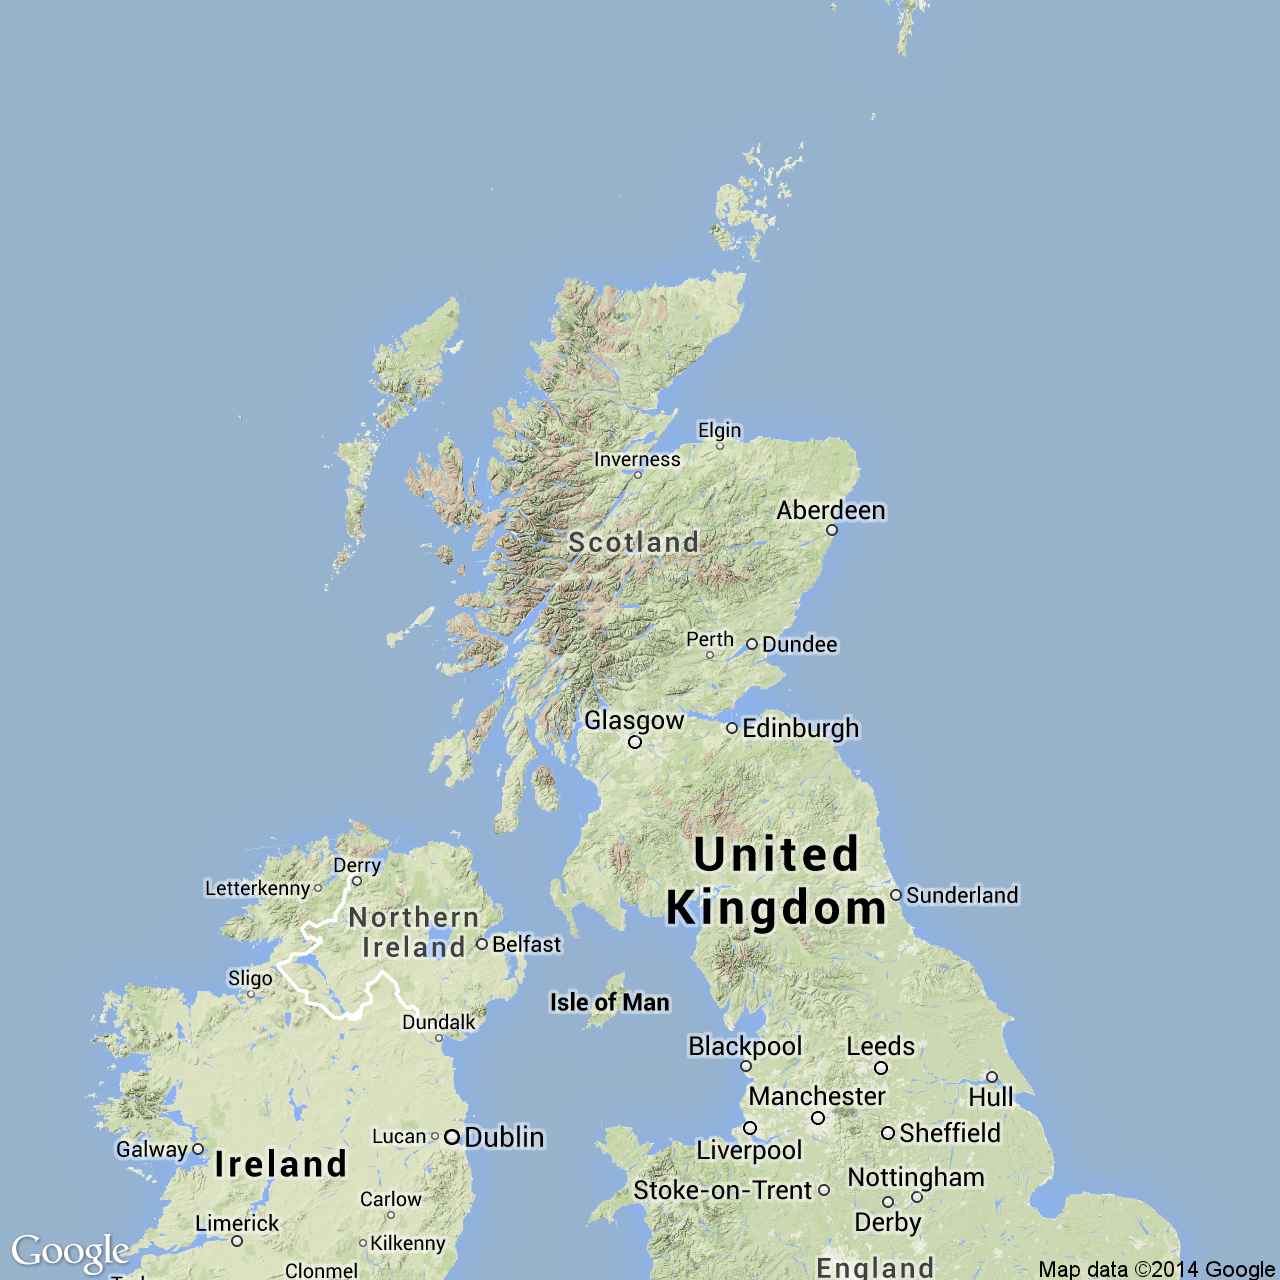 Elgin
Inverness
Aberdeen
Scotland
Perth
Dundee
Glasgow
Edinburgh
United
Kingdom
Derry
Letterkenny
Sunderland
Northern
Ireland
Belfast
Sligo
Isle of Man
Dundalk
Blackpool
Leeds
Manchester
Hull
Lucan
Dublin
Sheffield
Galway
Liverpool
Ireland
Nottingham
Stoke-on-Trent
Carlow
Limerick
Derby
Kilkenny
Google
Clonmel
England
Map data ©2014 Google